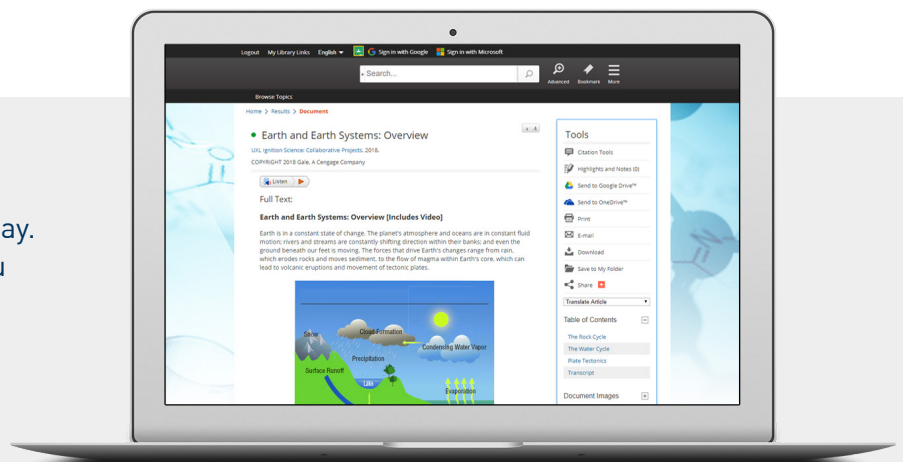 Logout My Library Links English Sign in with Google Sign in with Microsoft
Search...
Advanced Bookmark More
Browse Topics
Home > Results > Document
Earth and Earth Systems: Overview
UXL Ignition Science: Collaborative Projects. 2018.
COPYRIGHT 2018 Gale, A Cengage Company
Listen
Full Text:
Earth and Earth Systems: Overview [Includes Video]
Earth is in a constant state of change. The planet's atmosphere and oceans are in constant fluid
motion; rivers and streams are constantly shifting direction within their banks; and even the
ground beneath our feet is moving. The forces that drive Earth's changes range from rain,
which erodes rocks and moves sediment, to the flow of magma within Earth's core, which can
lead to volcanic eruptions and movement of tectonic plates.
Snow
Cloud Formation
Condensing Water Vapor
Precipitation
Surface Runoff
Lake
Evaporation
Tools
Citation Tools
Highlights and Notes (0)
Send to Google Drive™
Send to OneDrive™
Print
E-mail
Download
Save to My Folder
Share
Translate Article
Table of Contents
The Rock Cycle
The Water Cycle
Plate Tectonics
Transcript
Document Images
ay.